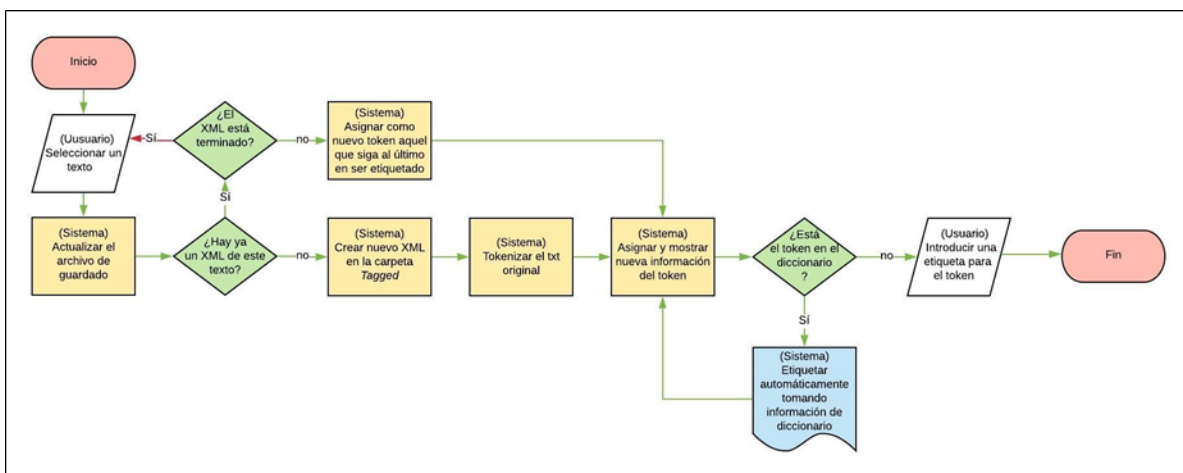 Inicio
(Uusuario)
Seleccionar un
texto
Sí
¿El
XML está
terminado?
no
(Sistema)
Asignar como
nuevo token aquel
que siga al último
en ser etiquetado
Sí
(Sistema)
Actualizar el
archivo de
guardado
¿Hay ya
un XML de este
texto?
no
(Sistema)
Crear nuevo XML
en la carpeta
Tagged
(Sistema)
Tokenizar el txt
original
(Sistema)
Asignar y mostrar
nueva información
del token
¿Está
el token en el
diccionario
?
no
(Usuario)
Introducir una
etiqueta para
el token
Fin
Sí
(Sistema)
Etiquetar
automáticamente
tomando
información de
diccionario